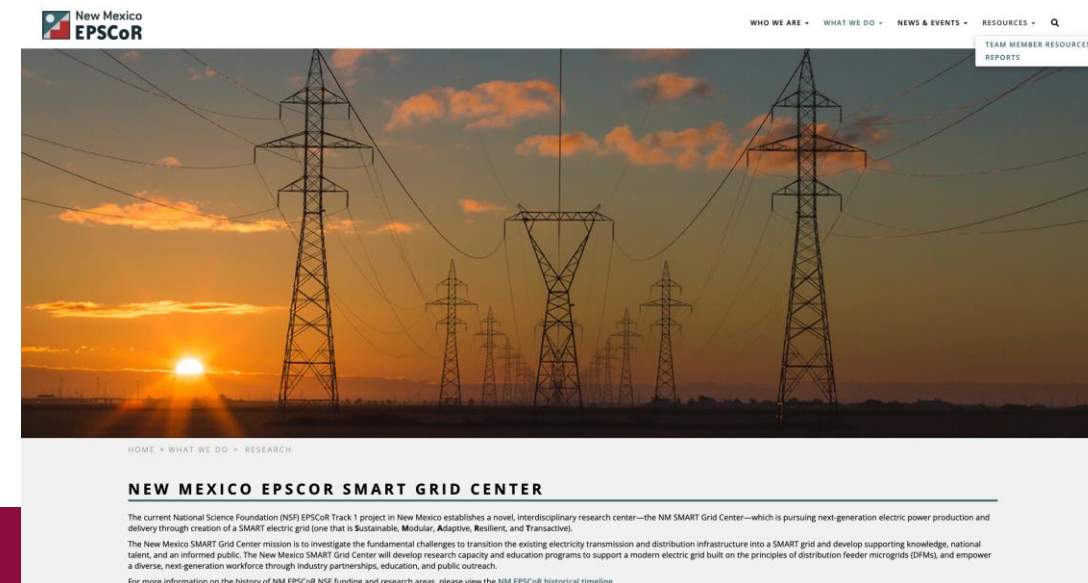 New Mexico
EPSCoR
WHO WE ARE
WHAT WE DO
NEWS & EVENTS
RESOURCES
TEAM MEMBER RESOURCES
REPORTS
HOME > WHAT WE DO > RESEARCH
NEW MEXICO EPSCOR SMART GRID CENTER
The current National Science Foundation (NSF) EPSCoR Track 1 project in New Mexico establishes a novel, interdisciplinary research center—the NM SMART Grid Center—which is pursuing next-generation electric power production and
delivery through creation of a SMART electric grid (one that is Sustainable, Modular, Adaptive, Resilient, and Transactive).
The New Mexico SMART Grid Center mission is to investigate the fundamental challenges to transition the existing electricity transmission and distribution infrastructure into a SMART grid and develop supporting knowledge, national
talent, and an informed public. The New Mexico SMART Grid Center will develop research capacity and education programs to support a modern electric grid built on the principles of distribution feeder microgrids (DFMs), and empower
a diverse, next-generation workforce through industry partnerships, education, and public outreach.
For more information on the history of NM EPSCoR NSF funding and research areas, please view the NM EPSCoR historical timeline.